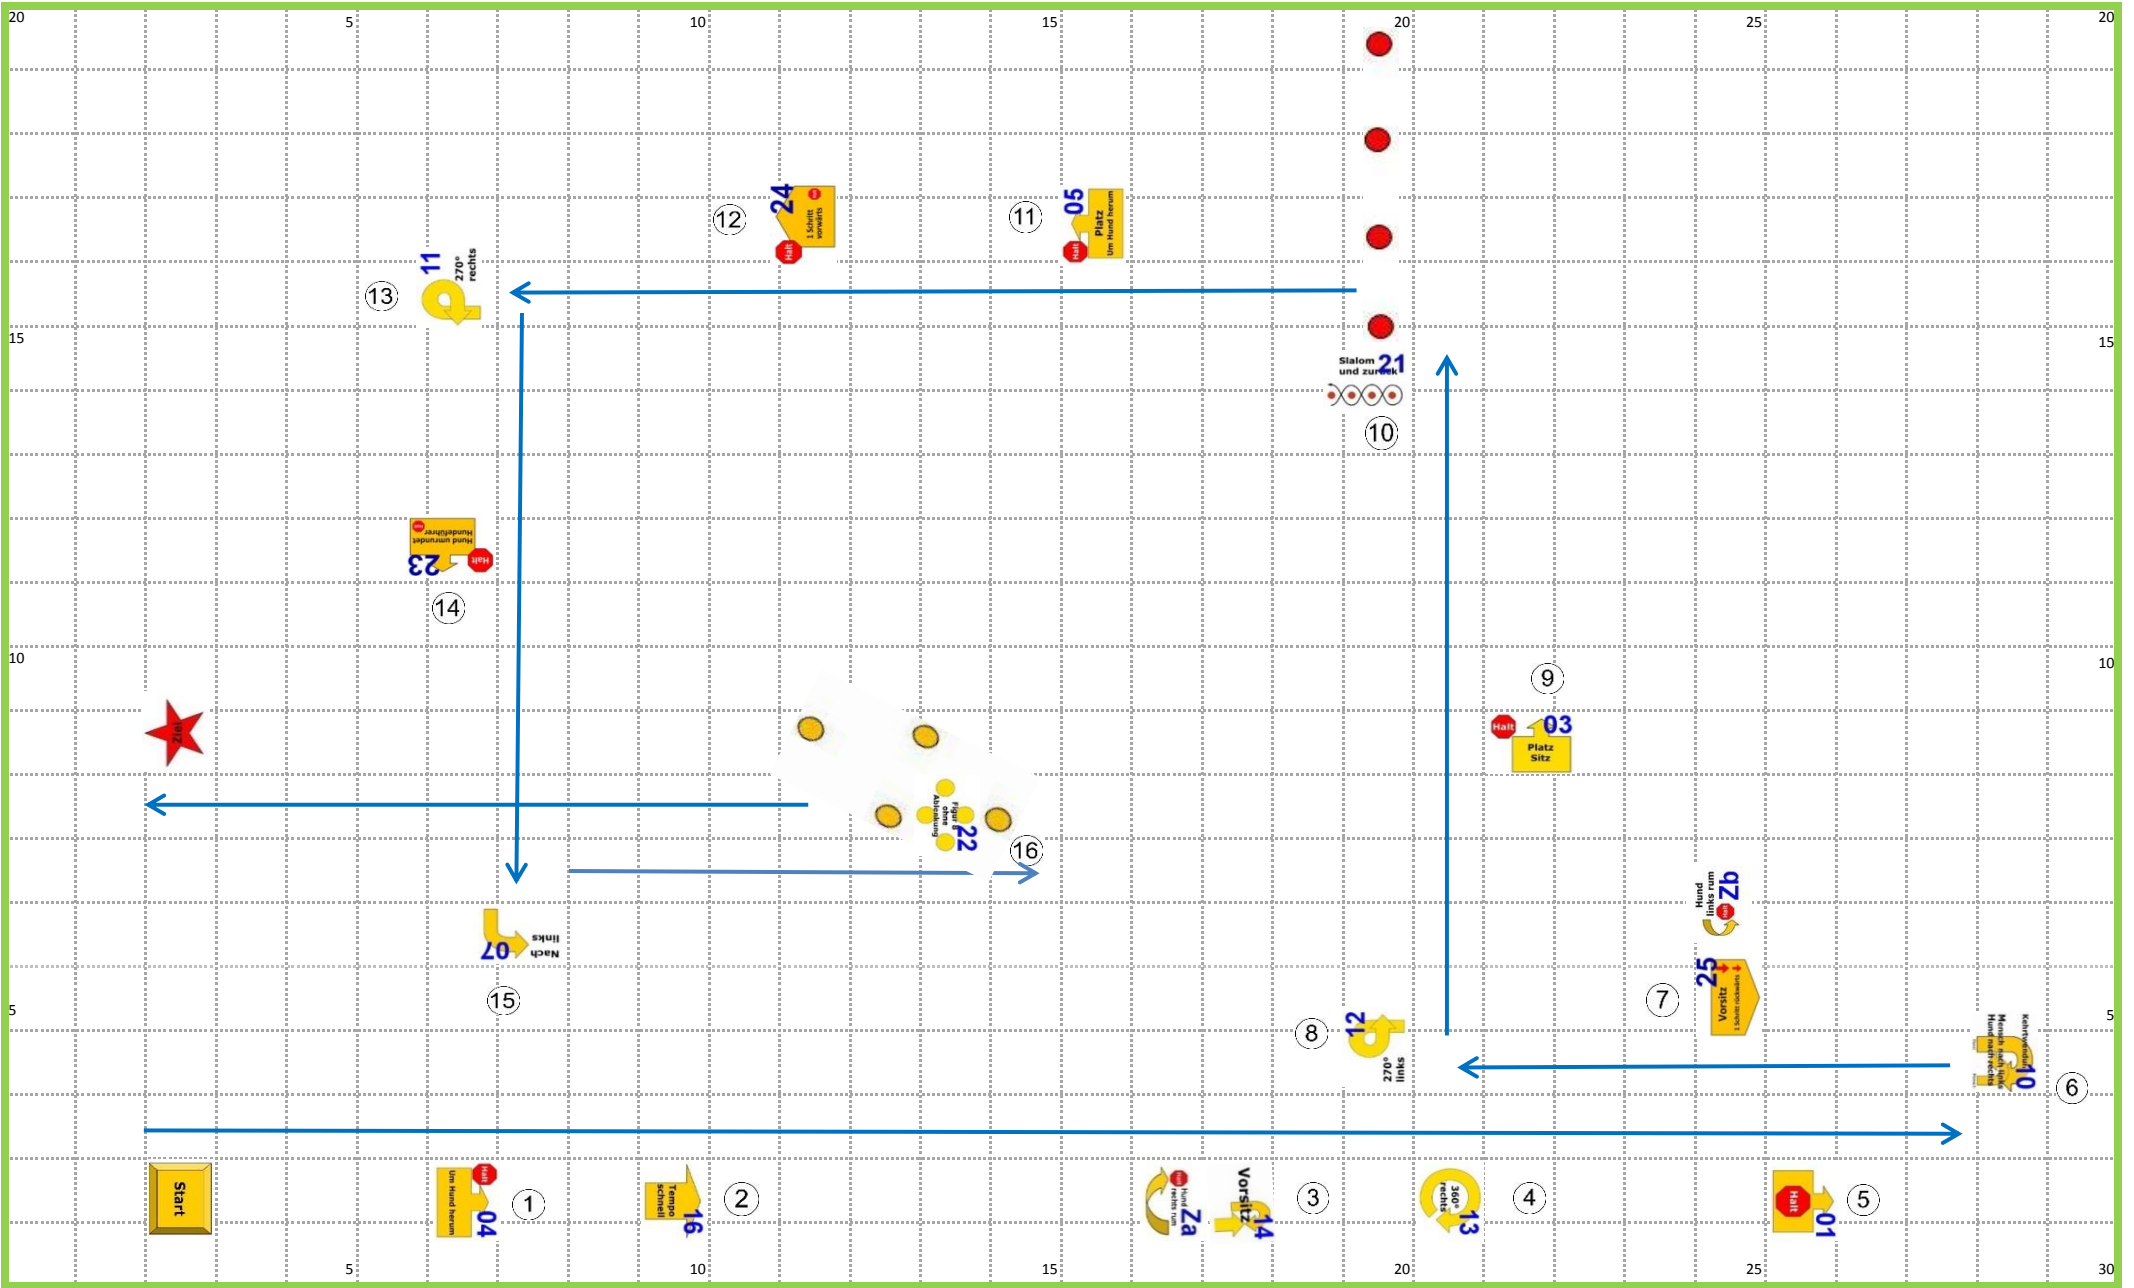 20
5
10
15
20
25
20
24
Halt
1 Schritt
vorwärts
12
05
Halt
Platz
Um Hund herum
11
11
270°
rechts
13
15
15
Slalom
und zurück
21
10
Hund umrundet
Hundeführer
Halt
23
14
10
10
Ziel
9
Halt
03
Platz
Sitz
Figur 8
ohne
Ablenkung
22
16
Hund
links rum
Halt
Zb
Nach
links
07
15
25
Vorsitz
1 Schritt rückwärts
7
5
5
12
270°
links
8
Kehrtwendung
Mensch nach links
Hund nach rechts
10
6
Start
Um Hund herum
Halt
04
1
Tempo
schnell
16
2
Halt
Hund
rechts rum
Za
Vorsitz
14
3
360°
rechts
13
4
Halt
01
5
5
10
15
20
25
30